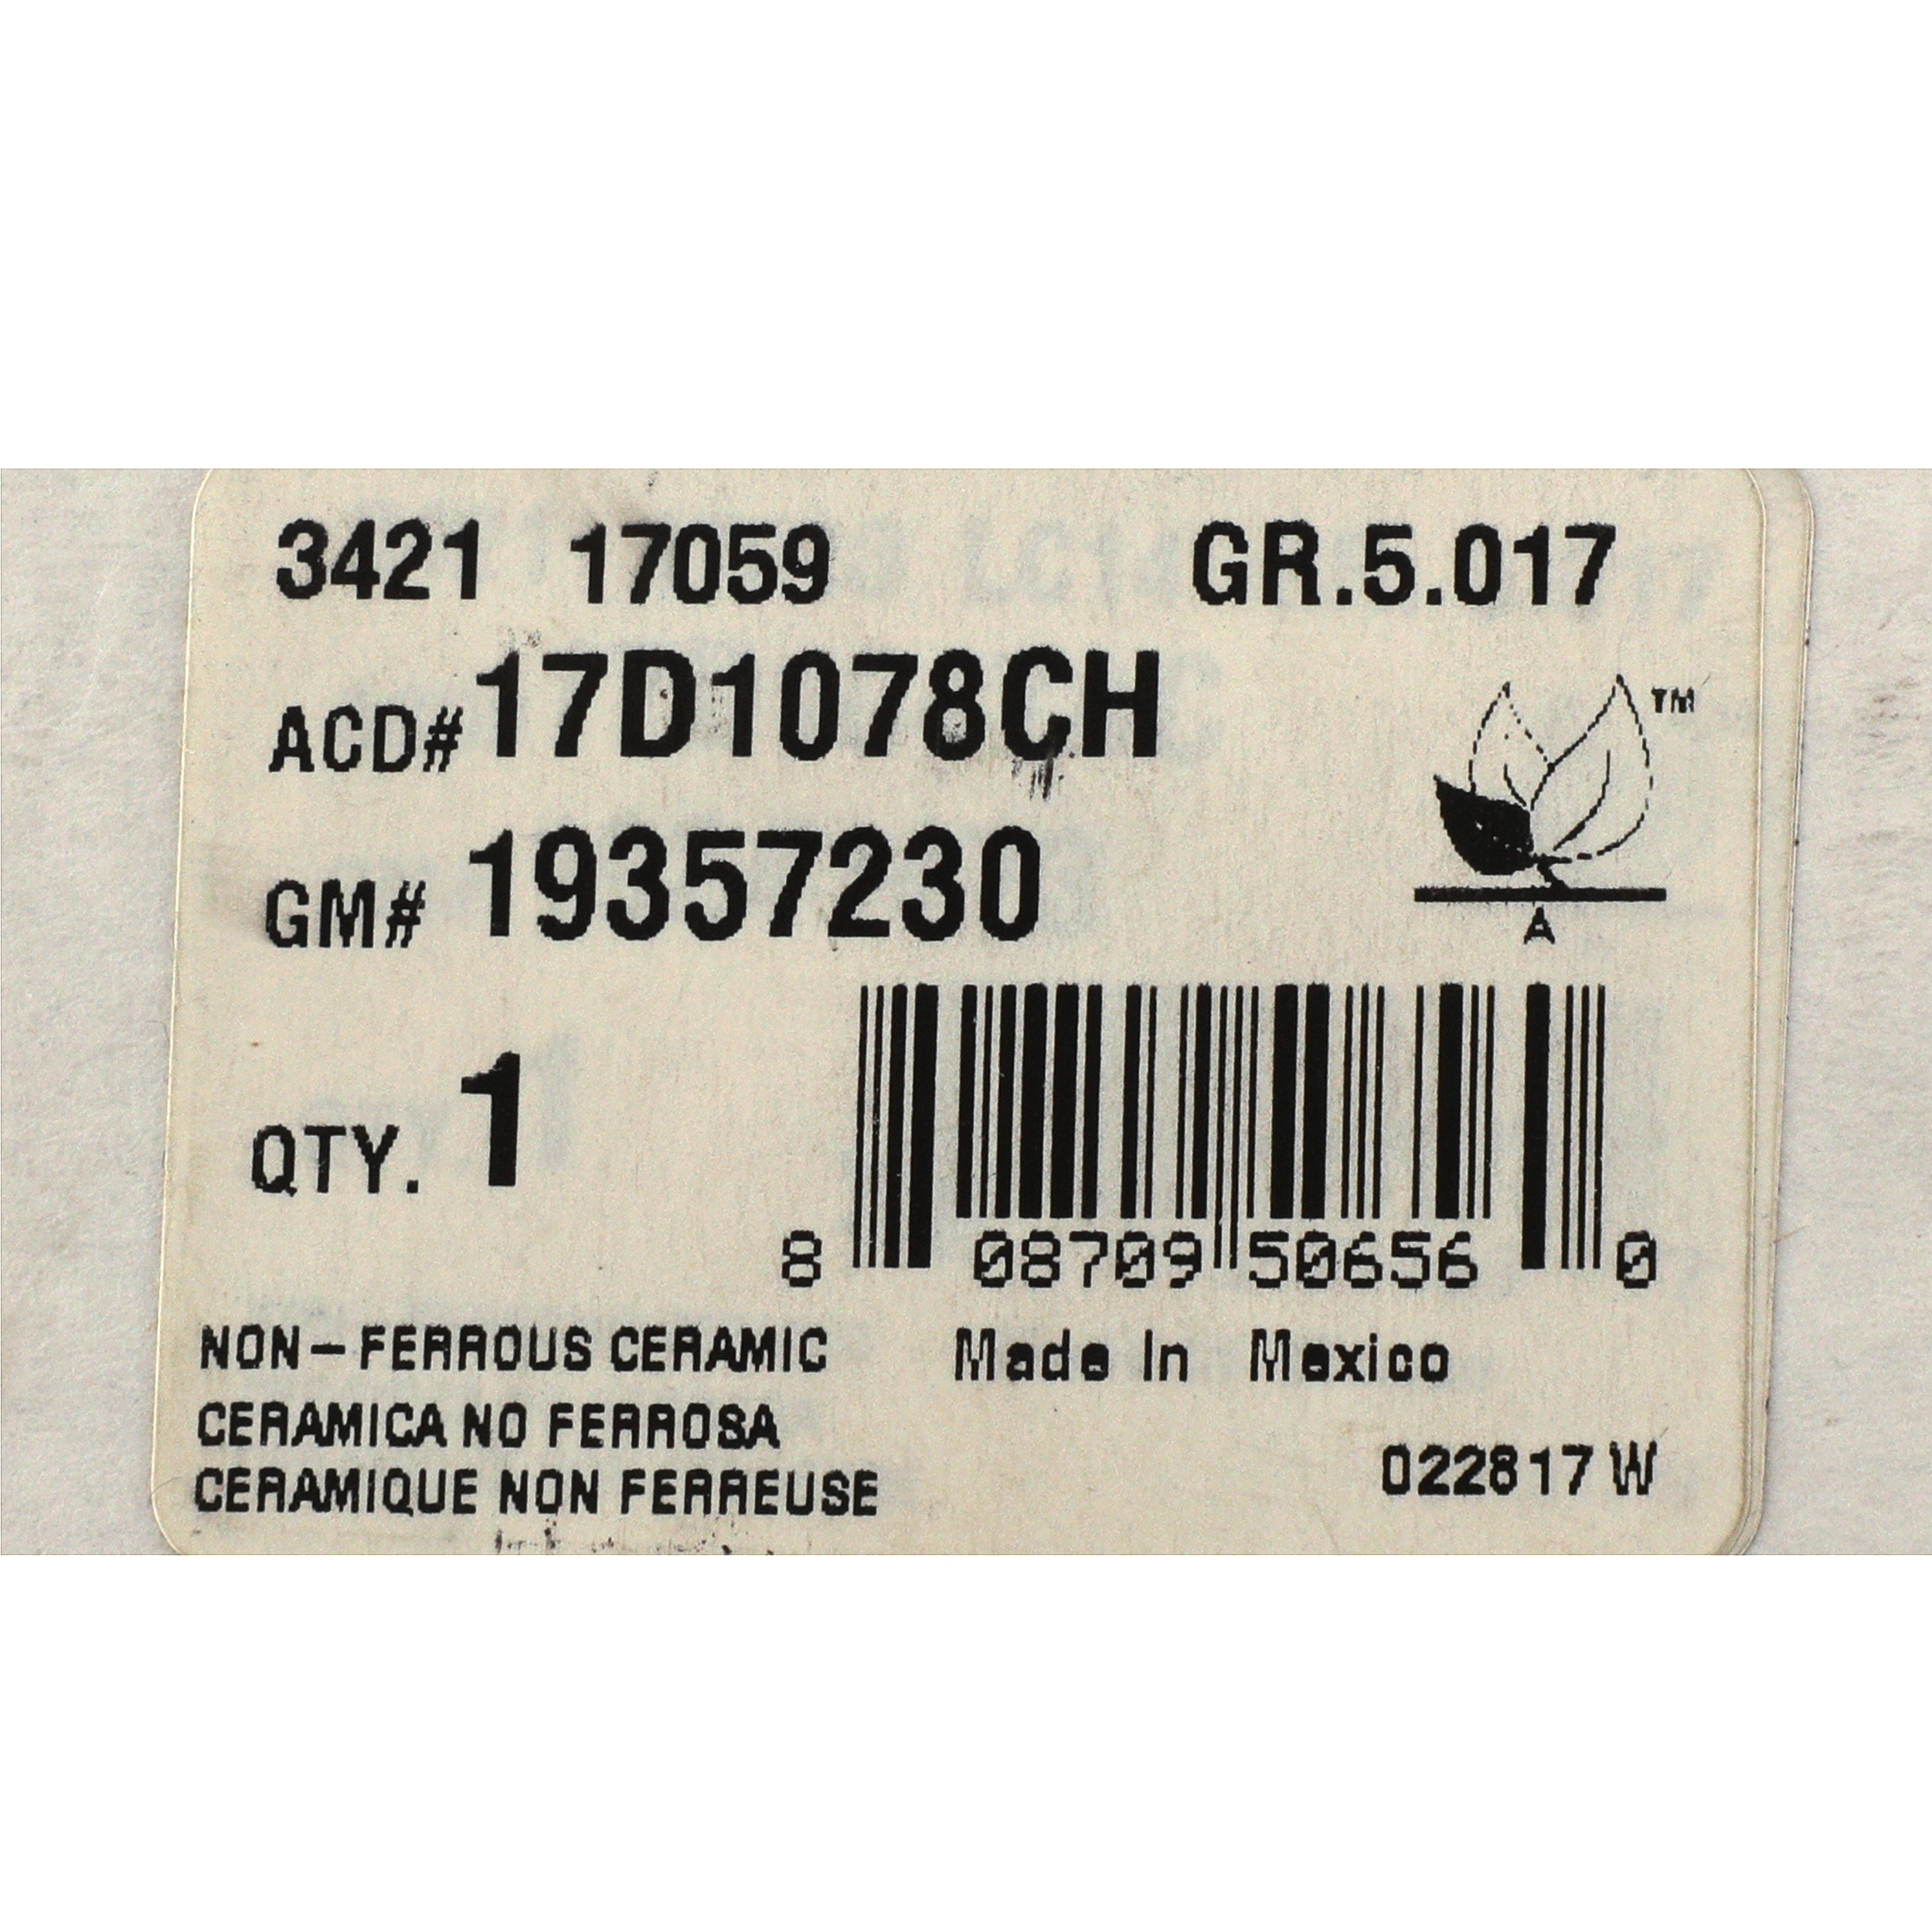 3421 17059 GR.5.017
ACD# 17D1078CH
TM
GM# 19357230
A
QTY. 1
8 08709 50656 0
NON-FERROUS CERAMIC Made In Mexico
CERAMICA NO FERROSA
CERAMIQUE NON FERREUSE 022817 W